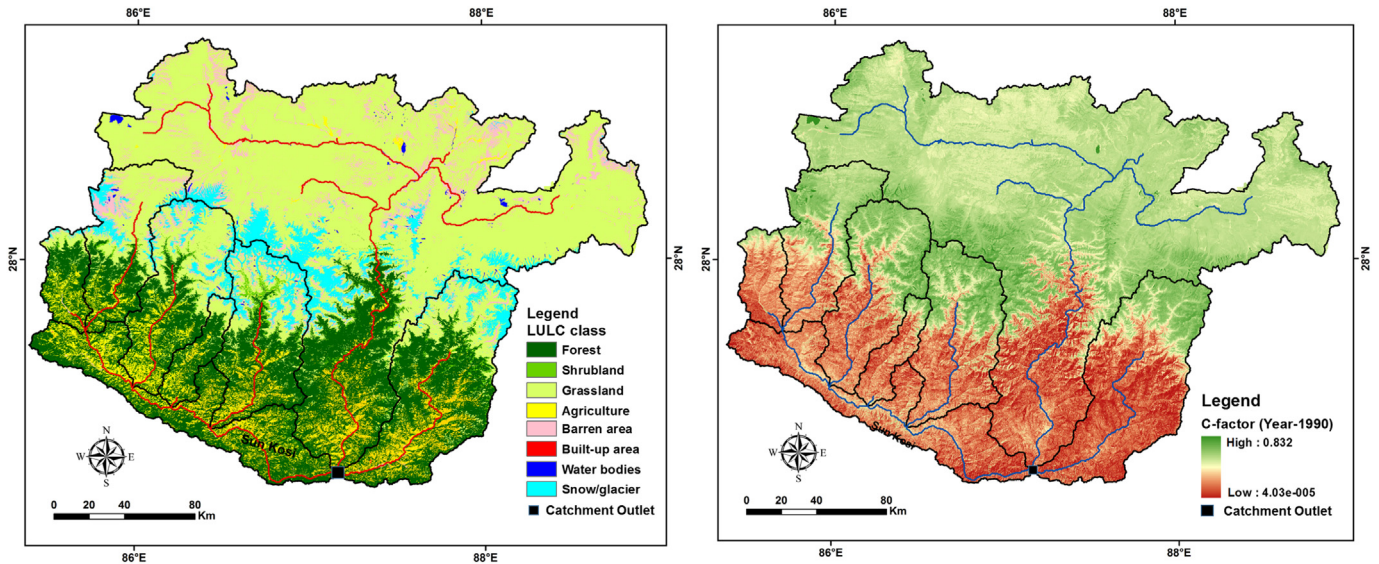 86°E
88°E
28°N
28°N
Legend
LULC class
Forest
Shrubland
Grassland
Agriculture
Barren area
Built-up area
Water bodies
Snow/glacier
Catchment Outlet
Sun Kosi
N
W
E
S
0 20 40 80
Km
86°E
88°E
86°E
88°E
28°N
28°N
Legend
C-factor (Year-1990)
High : 0.832
Low : 4.03e-005
Catchment Outlet
Sun Kosi
N
W
E
S
0 20 40 80
Km
86°E
88°E